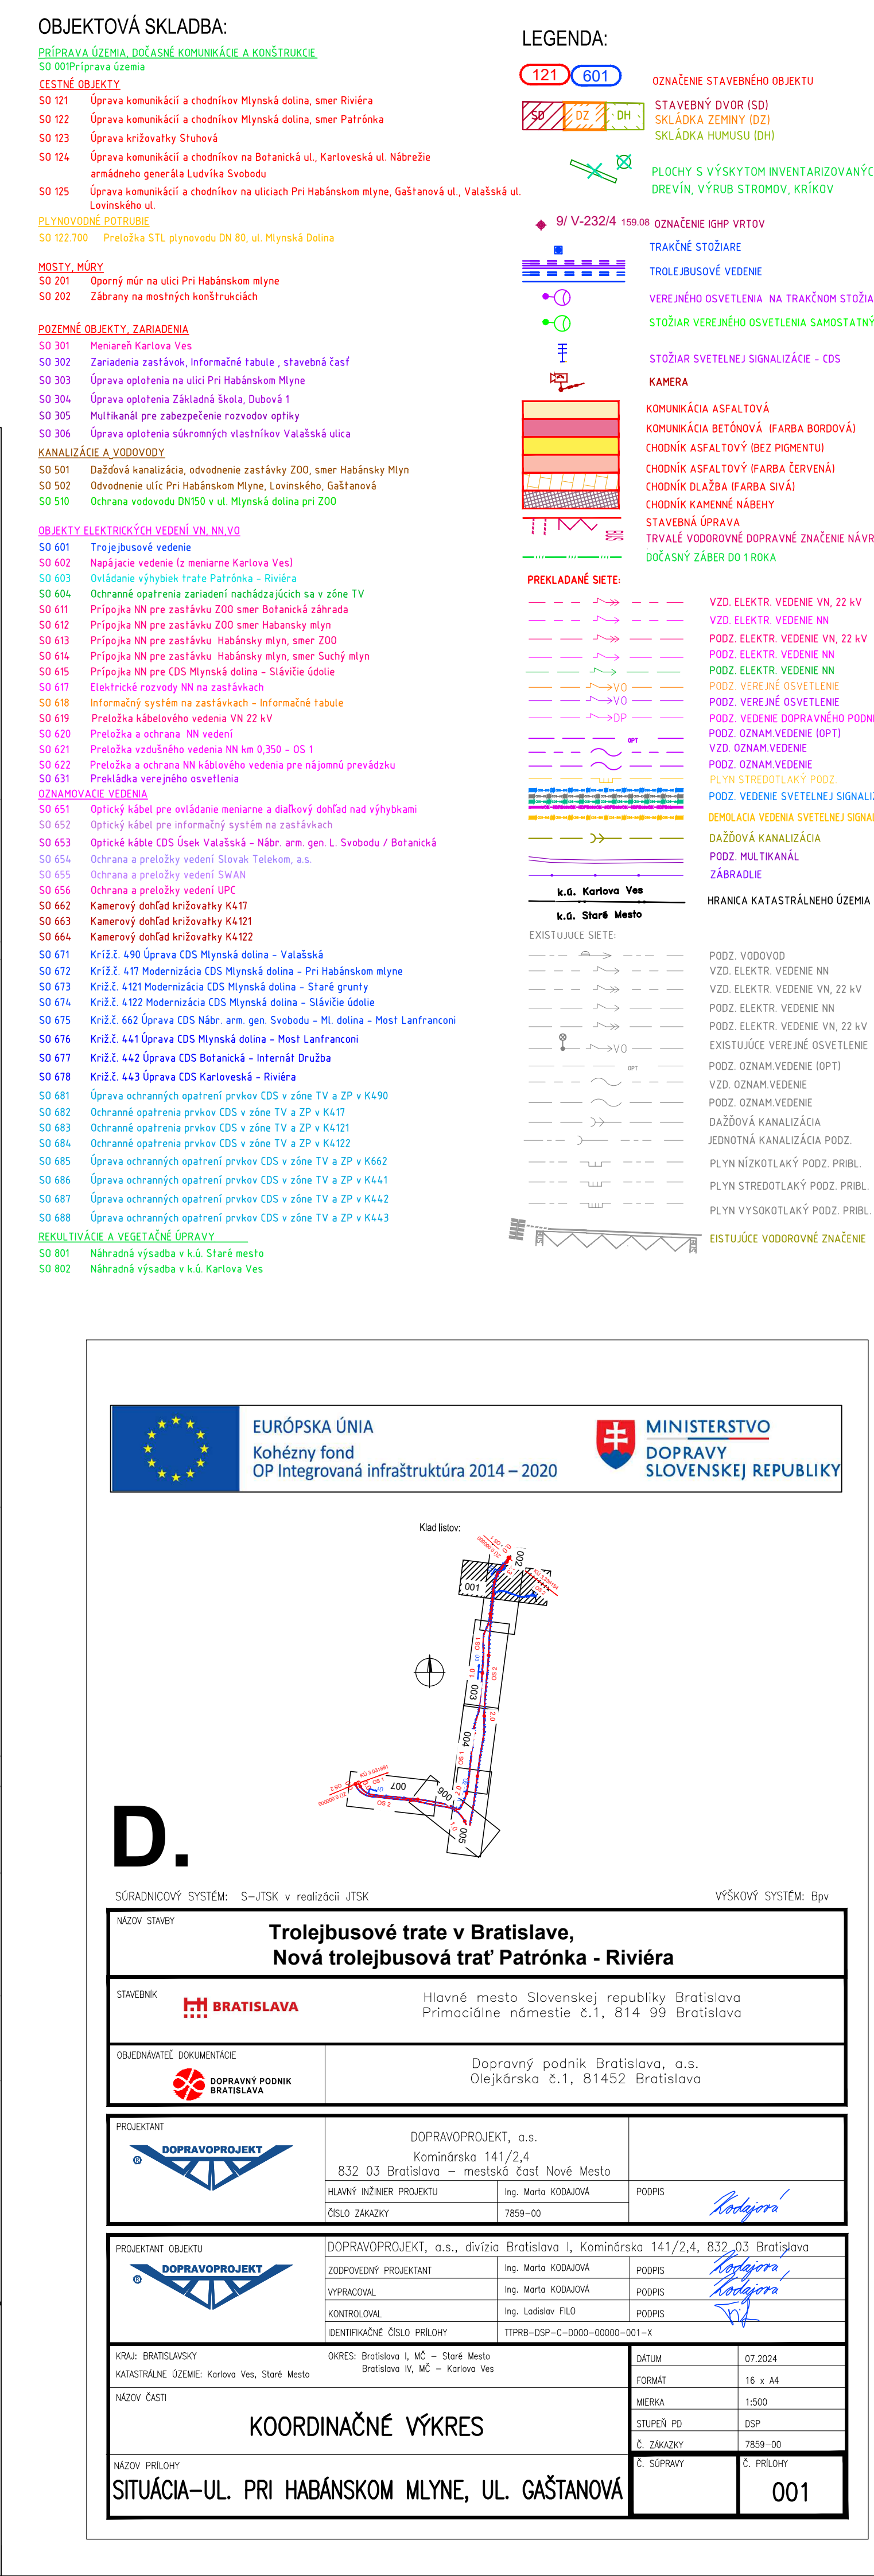 OBJEKTOVÁ SKLADBA:
PRÍPRAVA ÚZEMIA, DOČASNÉ KOMUNIKÁCIE A KONŠTRUKCIE
SO 001Príprava územia
CESTNÉ OBJEKTY
SO 121 Úprava komunikácií a chodníkov Mlynská dolina, smer Riviéra
SO 122 Úprava komunikácií a chodníkov Mlynská dolina, smer Patrónka
SO 123 Úprava križovatky Stuhová
SO 124 Úprava komunikácií a chodníkov na Botanická ul., Karloveská ul. Nábrežie
armádneho generála Ludvíka Svobodu
SO 125 Úprava komunikácií a chodníkov na uliciach Pri Habánskom mlyne, Gaštanová ul., Valašská ul.
Lovinského ul.
PLYNOVODNÉ POTRUBIE
SO 122.700 Preložka STL plynovodu DN 80, ul. Mlynská Dolina
MOSTY, MÚRY
SO 201 Oporný múr na ulici Pri Habánskom mlyne
SO 202 Zábrany na mostných konštrukciách
POZEMNÉ OBJEKTY, ZARIADENIA
SO 301 Meniareň Karlova Ves
SO 302 Zariadenia zastávok, Informačné tabule , stavebná časť
SO 303 Úprava oplotenia na ulici Pri Habánskom Mlyne
SO 304 Úprava oplotenia Základná škola, Dubová 1
SO 305 Multikanál pre zabezpečenie rozvodov optiky
SO 306 Úprava oplotenia súkromných vlastníkov Valašská ulica
KANALIZÁCIE A VODOVODY
SO 501 Dažďová kanalizácia, odvodnenie zastávky ZOO, smer Habánsky Mlyn
SO 502 Odvodnenie ulíc Pri Habánskom Mlyne, Lovinského, Gaštanová
SO 510 Ochrana vodovodu DN150 v ul. Mlynská dolina pri ZOO
OBJEKTY ELEKTRICKÝCH VEDENÍ VN, NN,VO
SO 601 Trojejbusové vedenie
SO 602 Napájacie vedenie (z meniarne Karlova Ves)
SO 603 Ovládanie výhybiek trate Patrónka - Riviéra
SO 604 Ochranné opatrenia zariadení nachádzajúcich sa v zóne TV
SO 611 Prípojka NN pre zastávku ZOO smer Botanická záhrada
SO 612 Prípojka NN pre zastávku ZOO smer Habansky mlyn
SO 613 Prípojka NN pre zastávku Habánsky mlyn, smer ZOO
SO 614 Prípojka NN pre zastávku Habánsky mlyn, smer Suchý mlyn
SO 615 Prípojka NN pre CDS Mlynská dolina - Slávičie údolie
SO 617 Elektrické rozvody NN na zastávkach
SO 618 Informačný systém na zastávkach - Informačné tabule
SO 619 Preložka kábelového vedenia VN 22 kV
SO 620 Preložka a ochrana NN vedení
SO 621 Preložka vzdušného vedenia NN km 0,350 - OS 1
SO 622 Preložka a ochrana NN káblového vedenia pre nájomnú prevádzku
SO 631 Prekládka verejného osvetlenia
OZNAMOVACIE VEDENIA
SO 651 Optický kábel pre ovládanie meniarne a diaľkový dohľad nad výhybkami
SO 652 Optický kábel pre informačný systém na zastávkach
SO 653 Optické káble CDS Úsek Valašská - Nábr. arm. gen. L. Svobodu / Botanická
SO 654 Ochrana a preložky vedení Slovak Telekom, a.s.
SO 655 Ochrana a preložky vedení SWAN
SO 656 Ochrana a preložky vedení UPC
SO 662 Kamerový dohľad križovatky K417
SO 663 Kamerový dohľad križovatky K4121
SO 664 Kamerový dohľad križovatky K4122
SO 671 Kríž.č. 490 Úprava CDS Mlynská dolina - Valašská
SO 672 Kríž.č. 417 Modernizácia CDS Mlynská dolina - Pri Habánskom mlyne
SO 673 Križ.č. 4121 Modernizácia CDS Mlynská dolina - Staré grunty
SO 674 Križ.č. 4122 Modernizácia CDS Mlynská dolina - Slávičie údolie
SO 675 Križ.č. 662 Úprava CDS Nábr. arm. gen. Svobodu - Ml. dolina - Most Lanfranconi
SO 676 Križ.č. 441 Úprava CDS Mlynská dolina - Most Lanfranconi
SO 677 Križ.č. 442 Úprava CDS Botanická - Internát Družba
SO 678 Križ.č. 443 Úprava CDS Karloveská - Riviéra
SO 681 Úprava ochranných opatrení prvkov CDS v zóne TV a ZP v K490
SO 682 Ochranné opatrenia prvkov CDS v zóne TV a ZP v K417
SO 683 Ochranné opatrenia prvkov CDS v zóne TV a ZP v K4121
SO 684 Ochranné opatrenia prvkov CDS v zóne TV a ZP v K4122
SO 685 Úprava ochranných opatrení prvkov CDS v zóne TV a ZP v K662
SO 686 Úprava ochranných opatrení prvkov CDS v zóne TV a ZP v K441
SO 687 Úprava ochranných opatrení prvkov CDS v zóne TV a ZP v K442
SO 688 Úprava ochranných opatrení prvkov CDS v zóne TV a ZP v K443
REKULTIVÁCIE A VEGETAČNÉ ÚPRAVY
SO 801 Náhradná výsadba v k.ú. Staré mesto
SO 802 Náhradná výsadba v k.ú. Karlova Ves
LEGENDA:
121 601 OZNAČENIE STAVEBNÉHO OBJEKTU
SD DZ DH STAVEBNÝ DVOR (SD)
SKLÁDKA ZEMINY (DZ)
SKLÁDKA HUMUSU (DH)
PLOCHY S VÝSKYTOM INVENTARIZOVANÝC
DREVÍN, VÝRUB STROMOV, KRÍKOV
9/ V-232/4 159.08 OZNAČENIE IGHP VRTOV
TRAKČNÉ STOŽIARE
TROLEJBUSOVÉ VEDENIE
VEREJNÉHO OSVETLENIA NA TRAKČNOM STOŽIA
STOŽIAR VEREJNÉHO OSVETLENIA SAMOSTATNÝ
STOŽIAR SVETELNEJ SIGNALIZÁCIE - CDS
KAMERA
KOMUNIKÁCIA ASFALTOVÁ
KOMUNIKÁCIA BETÓNOVÁ (FARBA BORDOVÁ)
CHODNÍK ASFALTOVÝ (BEZ PIGMENTU)
CHODNÍK ASFALTOVÝ (FARBA ČERVENÁ)
CHODNÍK DLAŽBA (FARBA SIVÁ)
CHODNÍK KAMENNÉ NÁBEHY
STAVEBNÁ ÚPRAVA
TRVALÉ VODOROVNÉ DOPRAVNÉ ZNAČENIE NÁVR
DOČASNÝ ZÁBER DO 1 ROKA
PREKLADANÉ SIETE:
VZD. ELEKTR. VEDENIE VN, 22 kV
VZD. ELEKTR. VEDENIE NN
PODZ. ELEKTR. VEDENIE VN, 22 kV
PODZ. ELEKTR. VEDENIE NN
PODZ. ELEKTR. VEDENIE NN
VO PODZ. VEREJNÉ OSVETLENIE
VO PODZ. VEREJNÉ OSVETLENIE
DP PODZ. VEDENIE DOPRAVNÉHO PODNI
OPT PODZ. OZNAM.VEDENIE (OPT)
VZD. OZNAM.VEDENIE
PODZ. OZNAM.VEDENIE
PLYN STREDOTLAKÝ PODZ.
PODZ. VEDENIE SVETELNEJ SIGNALIZ
DEMOLACIA VEDENIA SVETELNEJ SIGNAL
DAŽĎOVÁ KANALIZÁCIA
PODZ. MULTIKANÁL
ZÁBRADLIE
k.ú. Karlova Ves
HRANICA KATASTRÁLNEHO ÚZEMIA
k.ú. Staré Mesto
EXISTUJÚCE SIETE:
PODZ. VODOVOD
VZD. ELEKTR. VEDENIE NN
VZD. ELEKTR. VEDENIE VN, 22 kV
PODZ. ELEKTR. VEDENIE NN
PODZ. ELEKTR. VEDENIE VN, 22 kV
VO EXISTUJÚCE VEREJNÉ OSVETLENIE
OPT PODZ. OZNAM.VEDENIE (OPT)
VZD. OZNAM.VEDENIE
PODZ. OZNAM.VEDENIE
DAŽĎOVÁ KANALIZÁCIA
JEDNOTNÁ KANALIZÁCIA PODZ.
PLYN NÍZKOTLAKÝ PODZ. PRIBL.
PLYN STREDOTLAKÝ PODZ. PRIBL.
PLYN VYSOKOTLAKÝ PODZ. PRIBL.
EISTUJÚCE VODOROVNÉ ZNAČENIE
EURÓPSKA ÚNIA
Kohézny fond
OP Integrovaná infraštruktúra 2014 – 2020
MINISTERSTVO
DOPRAVY
SLOVENSKEJ REPUBLIKY
Klad listov:
002
001
OS 1
1.0
OS 2
003
2.0
004
OS 1
007
OS 1
OS 2
006
2.0
1.0
005
D.
SÚRADNICOVÝ SYSTÉM: S-JTSK v realizácii JTSK
VÝŠKOVÝ SYSTÉM: Bpv
NÁZOV STAVBY
Trolejbusové trate v Bratislave,
Nová trolejbusová trať Patrónka - Riviéra
STAVEBNÍK
BRATISLAVA
Hlavné mesto Slovenskej republiky Bratislava
Primaciálne námestie č.1, 814 99 Bratislava
OBJEDNÁVATEĽ DOKUMENTÁCIE
DOPRAVNÝ PODNIK
BRATISLAVA
Dopravný podnik Bratislava, a.s.
Olejkárska č.1, 81452 Bratislava
PROJEKTANT
DOPRAVOPROJEKT
®
DOPRAVOPROJEKT, a.s.
Kominárska 141/2,4
832 03 Bratislava – mestská časť Nové Mesto
HLAVNÝ INŽINIER PROJEKTU Ing. Marta KODAJOVÁ PODPIS Kodajová
ČÍSLO ZÁKAZKY 7859-00
PROJEKTANT OBJEKTU
DOPRAVOPROJEKT
®
DOPRAVOPROJEKT, a.s., divízia Bratislava I, Kominárska 141/2,4, 832 03 Bratislava
ZODPOVEDNÝ PROJEKTANT Ing. Marta KODAJOVÁ PODPIS Kodajová
VYPRACOVAL Ing. Marta KODAJOVÁ PODPIS Kodajová
KONTROLOVAL Ing. Ladislav FILO PODPIS
IDENTIFIKAČNÉ ČÍSLO PRÍLOHY TTPRB-DSP-C-D000-00000-001-X
KRAJ: BRATISLAVSKY
OKRES: Bratislava I, MČ – Staré Mesto
Bratislava IV, MČ – Karlova Ves
KATASTRÁLNE ÚZEMIE: Karlova Ves, Staré Mesto
DÁTUM 07.2024
FORMÁT 16 x A4
MIERKA 1:500
STUPEŇ PD DSP
Č. ZÁKAZKY 7859-00
NÁZOV ČASTI
KOORDINAČNÉ VÝKRES
NÁZOV PRÍLOHY
SITUÁCIA-UL. PRI HABÁNSKOM MLYNE, UL. GAŠTANOVÁ
Č. SÚPRAVY
Č. PRÍLOHY
001